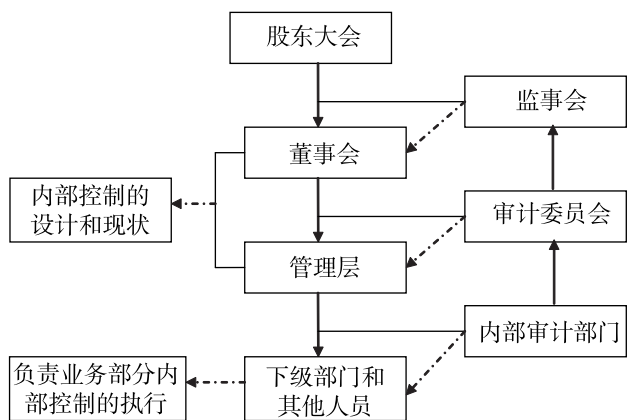 股东大会
监事会
董事会
内部控制的
设计和现状
审计委员会
管理层
内部审计部门
负责业务部分内
部控制的执行
下级部门和
其他人员